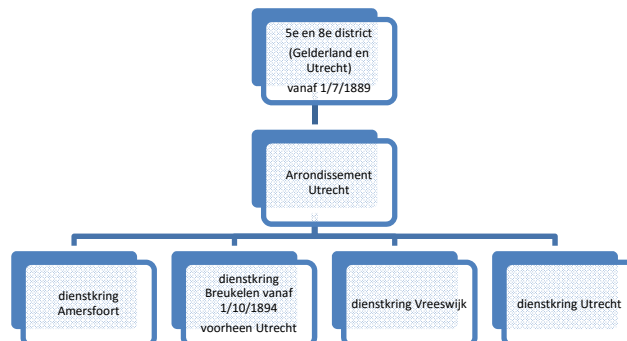 5e en 8e district
(Gelderland en
Utrecht)
vanaf 1/7/1889
Arrondissement
Utrecht
dienstkring
Amersfoort
dienstkring
Breukelen vanaf
1/10/1894
voorheen Utrecht
dienstkring Vreeswijk
dienstkring Utrecht